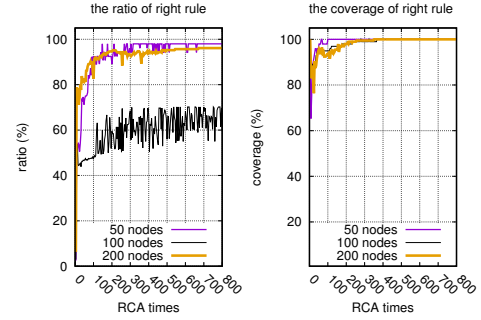 the ratio of right rule
ratio (%)
100
80
60
40
20
0
50 nodes
100 nodes
200 nodes
0 100 200 300 400 500 600 700 800
RCA times
the coverage of right rule
coverage (%)
100
80
60
40
20
50 nodes
100 nodes
200 nodes
0 100 200 300 400 500 600 700 800
RCA times